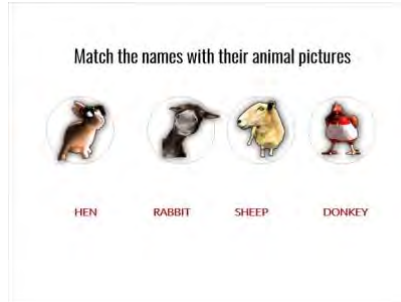 Match the names with their animal pictures
HEN RABBIT SHEEP DONKEY